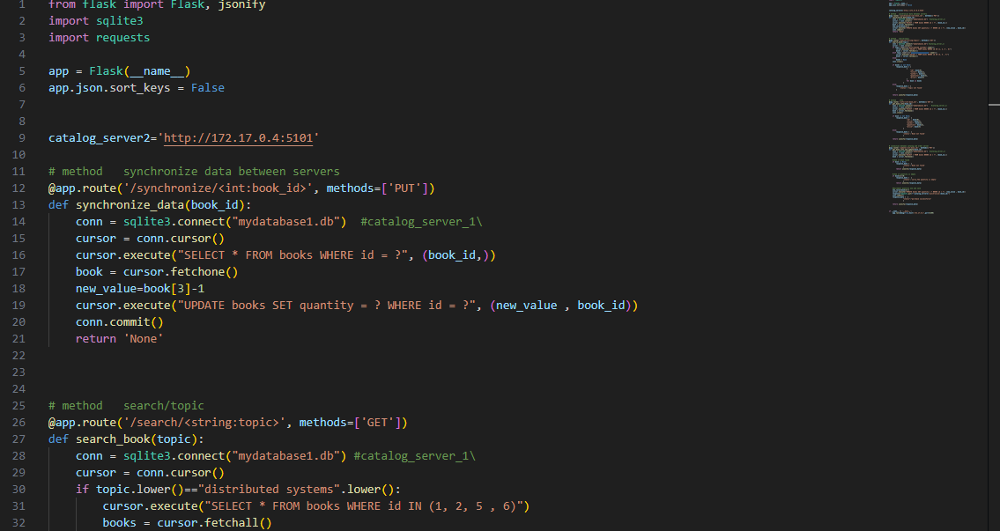 1 from flask import Flask, jsonify
2 import sqlite3
3 import requests
4
5 app = Flask(__name__)
6 app.json.sort_keys = False
7
8
9 catalog_server2='http://172.17.0.4:5101'
10
11 # method   synchronize data between servers
12 @app.route('/synchronize/<int:book_id>', methods=['PUT'])
13 def synchronize_data(book_id):
14     conn = sqlite3.connect("mydatabase1.db")  #catalog_server_1\
15     cursor = conn.cursor()
16     cursor.execute("SELECT * FROM books WHERE id = ?", (book_id,))
17     book = cursor.fetchone()
18     new_value=book[3]-1
19     cursor.execute("UPDATE books SET quantity = ? WHERE id = ?", (new_value , book_id))
20     conn.commit()
21     return 'None'
22
23
24
25 # method   search/topic
26 @app.route('/search/<string:topic>', methods=['GET'])
27 def search_book(topic):
28     conn = sqlite3.connect("mydatabase1.db") #catalog_server_1\
29     cursor = conn.cursor()
30     if topic.lower()=="distributed systems".lower():
31         cursor.execute("SELECT * FROM books WHERE id IN (1, 2, 5 , 6)")
32         books = cursor.fetchall()